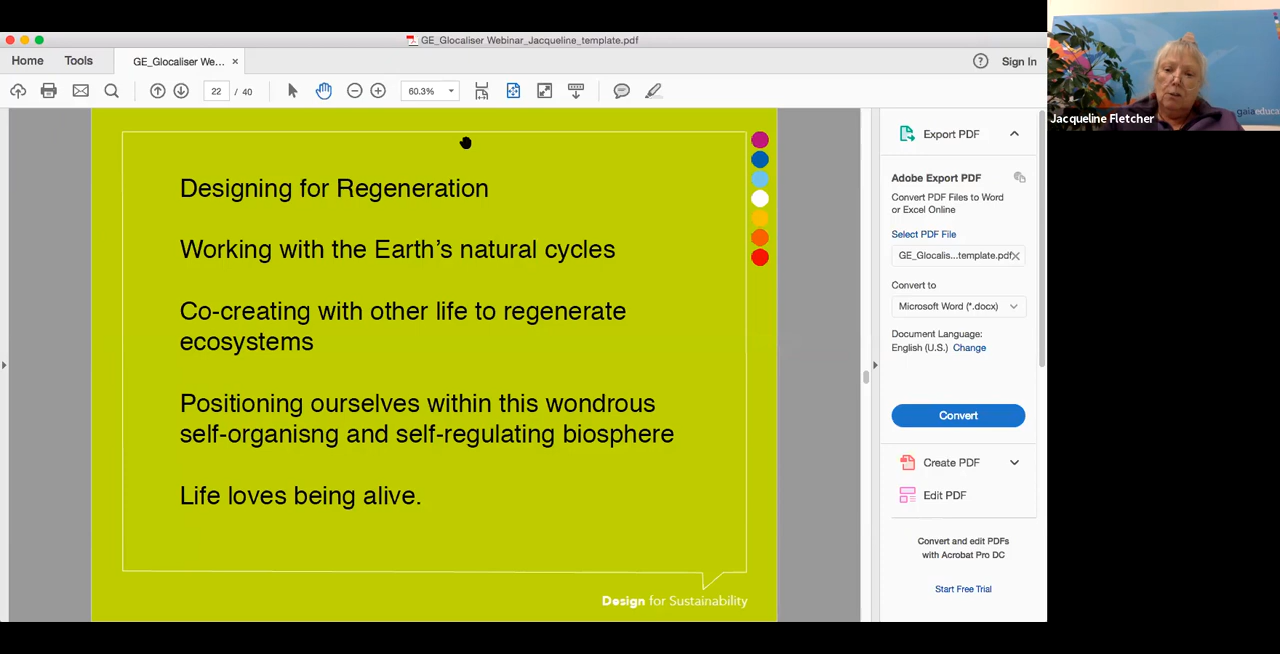 GE_Glocaliser Webinar_Jacqueline_template.pdf
Home
Tools
GE_Glocaliser We...
×
Sign In
22 / 40
60.3%
Designing for Regeneration
Working with the Earth's natural cycles
Co-creating with other life to regenerate
ecosystems
Positioning ourselves within this wondrous
self-organisng and self-regulating biosphere
Life loves being alive.
Design for Sustainability
Export PDF
Adobe Export PDF
Convert PDF Files to Word
or Excel Online
Select PDF File
GE_Glocalis...template.pdf
Convert to
Microsoft Word (*.docx)
Document Language:
English (U.S.) Change
Convert
Create PDF
Edit PDF
Convert and edit PDFs
with Acrobat Pro DC
Start Free Trial
gaiaeduca
Jacqueline Fletcher